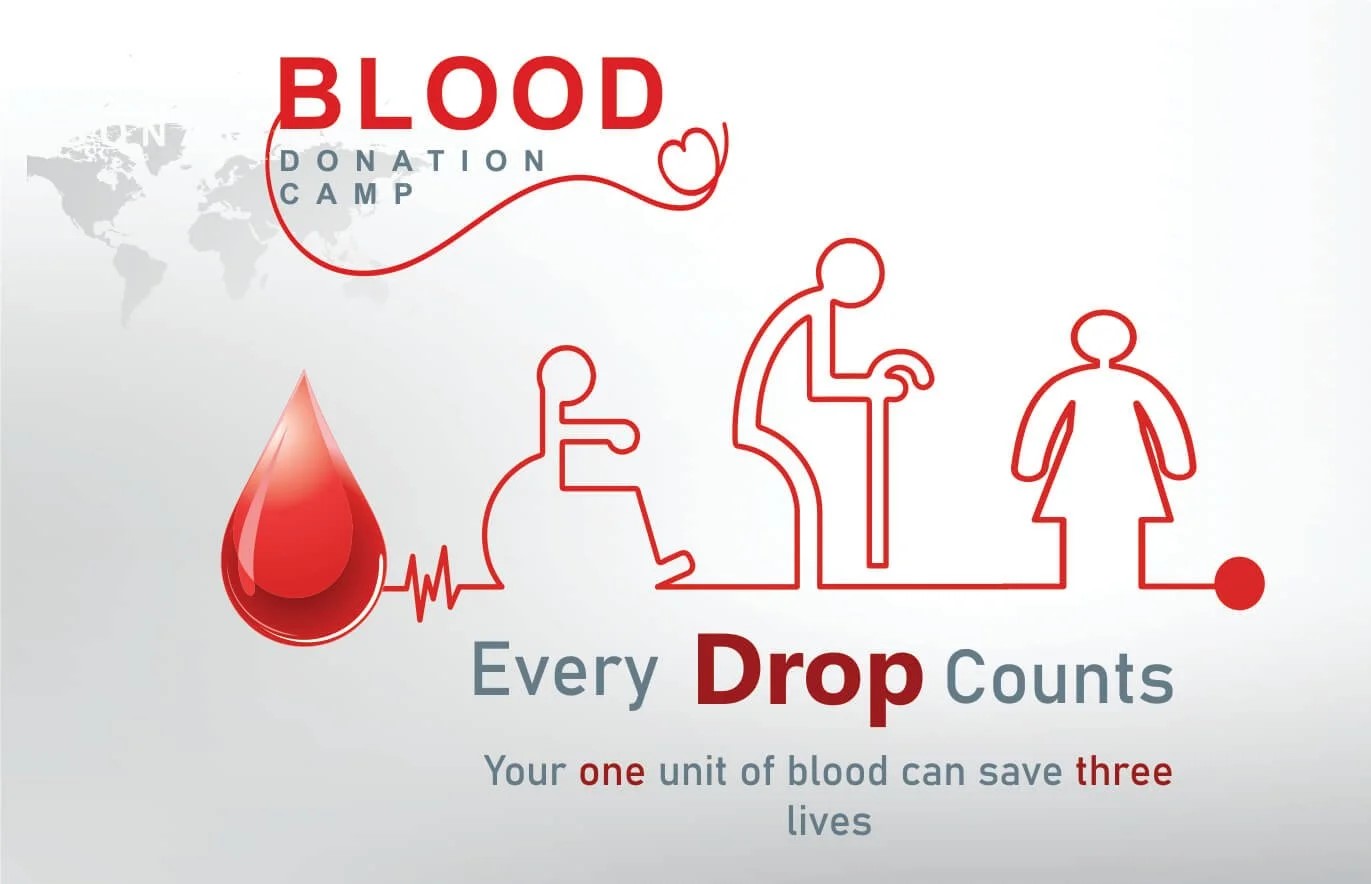 BLOOD
DONATION
CAMP
Every Drop Counts
Your one unit of blood can save three
lives